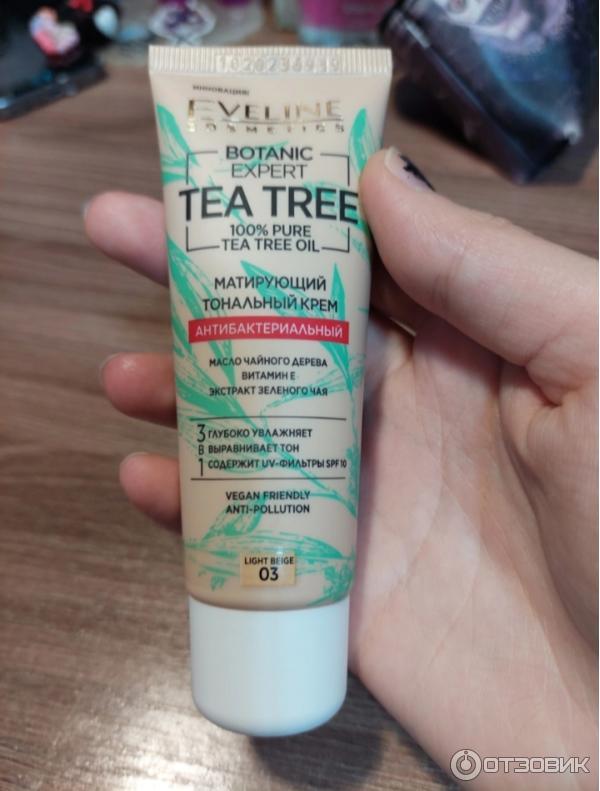 ИННОВАЦИЯ!
EVELINE
COSMETICS
BOTANIC
EXPERT
TEA TREE
100% PURE
TEA TREE OIL
МАТИРУЮЩИЙ
ТОНАЛЬНЫЙ КРЕМ
АНТИБАКТЕРИАЛЬНЫЙ
МАСЛО ЧАЙНОГО ДЕРЕВА
ВИТАМИН Е
ЭКСТРАКТ ЗЕЛЕНОГО ЧАЯ
3 ГЛУБОКО УВЛАЖНЯЕТ
В ВЫРАВНИВАЕТ ТОН
1 СОДЕРЖИТ UV-ФИЛЬТРЫ SPF 10
VEGAN FRIENDLY
ANTI-POLLUTION
LIGHT BEIGE
03
ОТЗОВИК